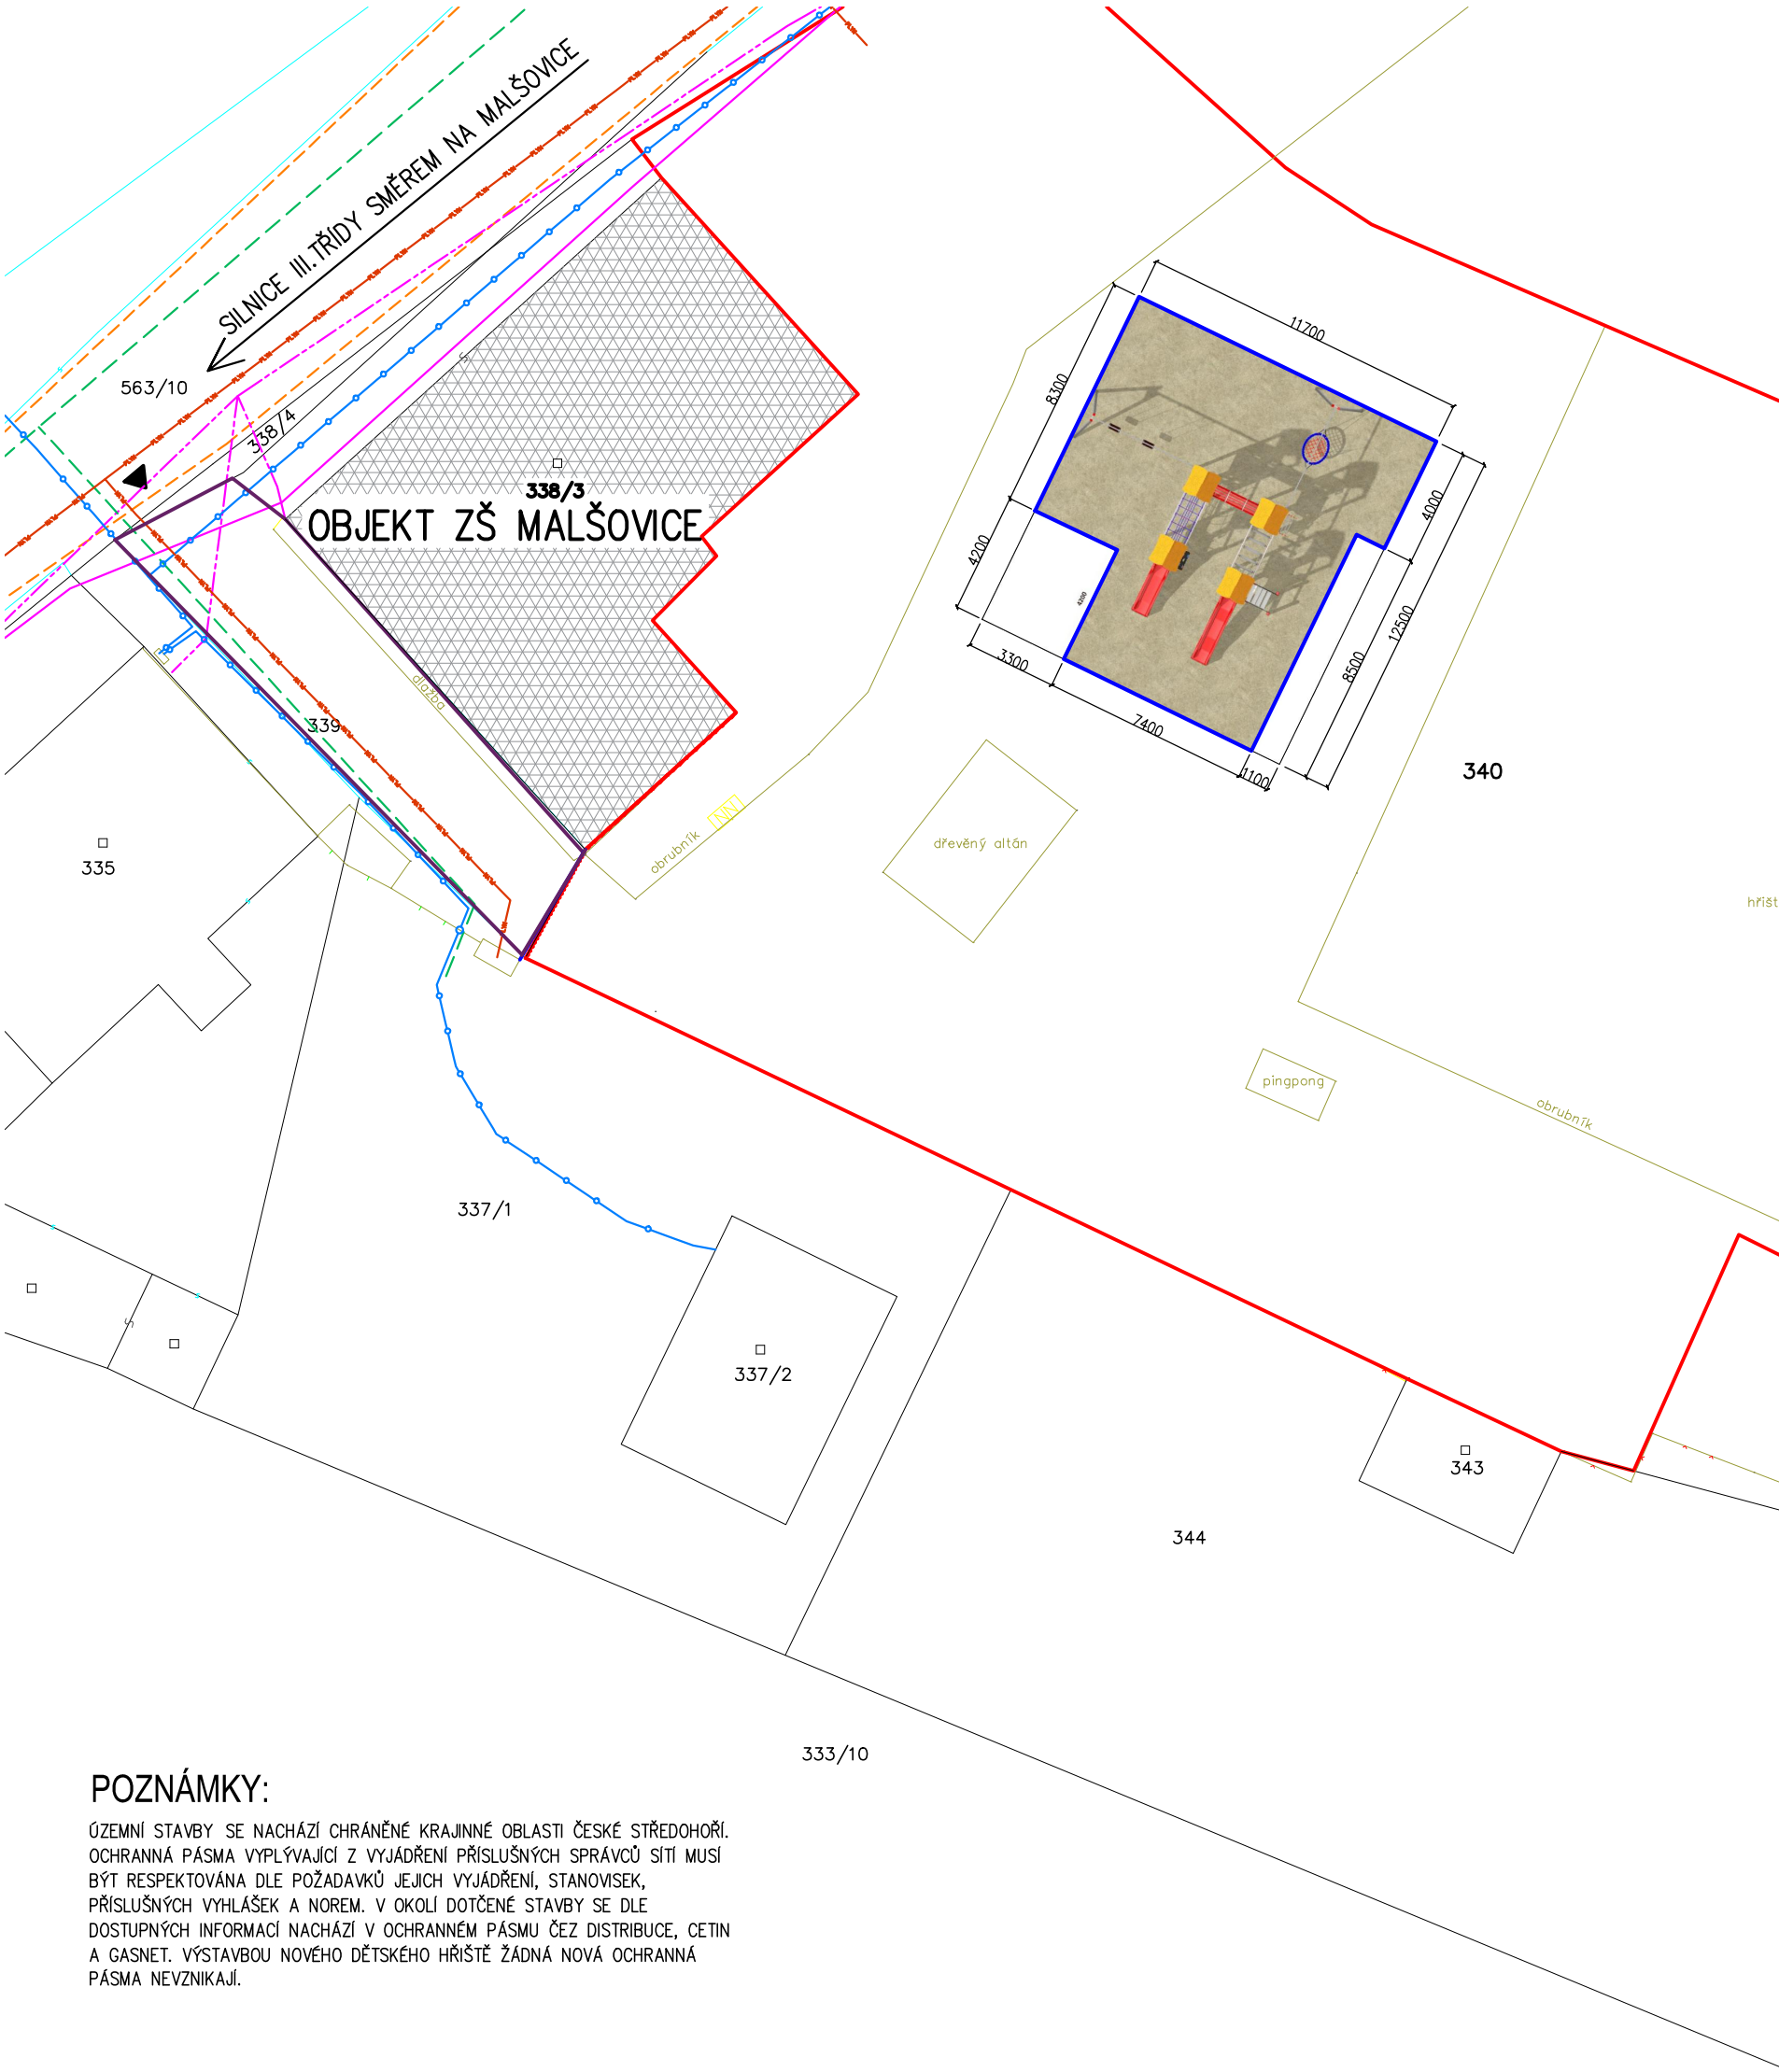 SILNICE III.TŘÍDY SMĚREM NA MALŠOVICE
563/10
338/4
338/3
OBJEKT ZŠ MALŠOVICE
11700
8300
4000
4200
4200
12500
8500
3300
7400
1100
dlažba
339
340
obrubník
NN
dřevěný altán
335
hřišt
pingpong
obrubník
337/1
337/2
343
344
333/10
POZNÁMKY:
ÚZEMNÍ STAVBY SE NACHÁZÍ CHRÁNĚNÉ KRAJINNÉ OBLASTI ČESKÉ STŘEDOHOŘÍ.
OCHRANNÁ PÁSMA VYPLÝVAJÍCÍ Z VYJÁDŘENÍ PŘÍSLUŠNÝCH SPRÁVCŮ SÍTÍ MUSÍ
BÝT RESPEKTOVÁNA DLE POŽADAVKŮ JEJICH VYJÁDŘENÍ, STANOVISEK,
PŘÍSLUŠNÝCH VYHLÁŠEK A NOREM. V OKOLÍ DOTČENÉ STAVBY SE DLE
DOSTUPNÝCH INFORMACÍ NACHÁZÍ V OCHRANNÉM PÁSMU ČEZ DISTRIBUCE, CETIN
A GASNET. VÝSTAVBOU NOVÉHO DĚTSKÉHO HŘIŠTĚ ŽÁDNÁ NOVÁ OCHRANNÁ
PÁSMA NEVZNIKAJÍ.